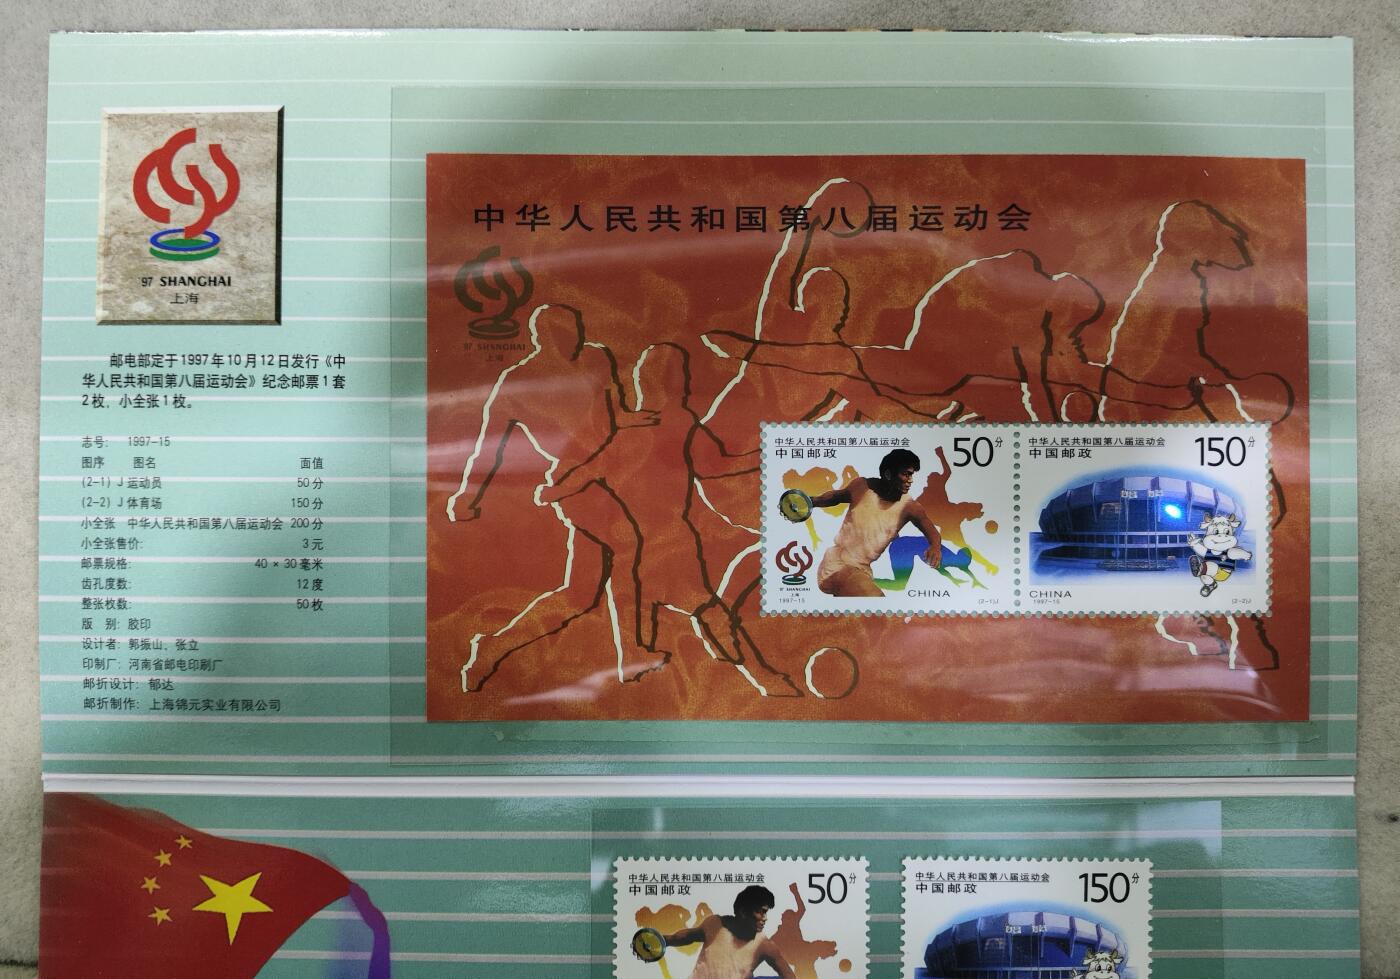 '97 SHANGHAI
上海
邮电部定于1997年10月12日发行《中
华人民共和国第八届运动会》纪念邮票1套
2枚，小全张1枚。
志号： 1997-15
图序 图名 面值
(2-1) J 运动员 50分
(2-2) J 体育场 150分
小全张 中华人民共和国第八届运动会 200分
小全张售价: 3元
邮票规格: 40×30毫米
齿孔度数: 12度
整张枚数: 50枚
版 别: 胶印
设计者: 郭振山、张立
印制厂: 河南省邮电印刷厂
邮折设计: 郁达
邮折制作: 上海锦元实业有限公司
中华人民共和国第八届运动会
'97 SHANGHAI
上海
中华人民共和国第八届运动会
中国邮政
50分
'97 SHANGHAI
上海
1997-15
CHINA
(2-1)J
中华人民共和国第八届运动会
中国邮政
150分
CHINA
1997-15
(2-2)J
中华人民共和国第八届运动会
中国邮政
50分
中华人民共和国第八届运动会
中国邮政
150分